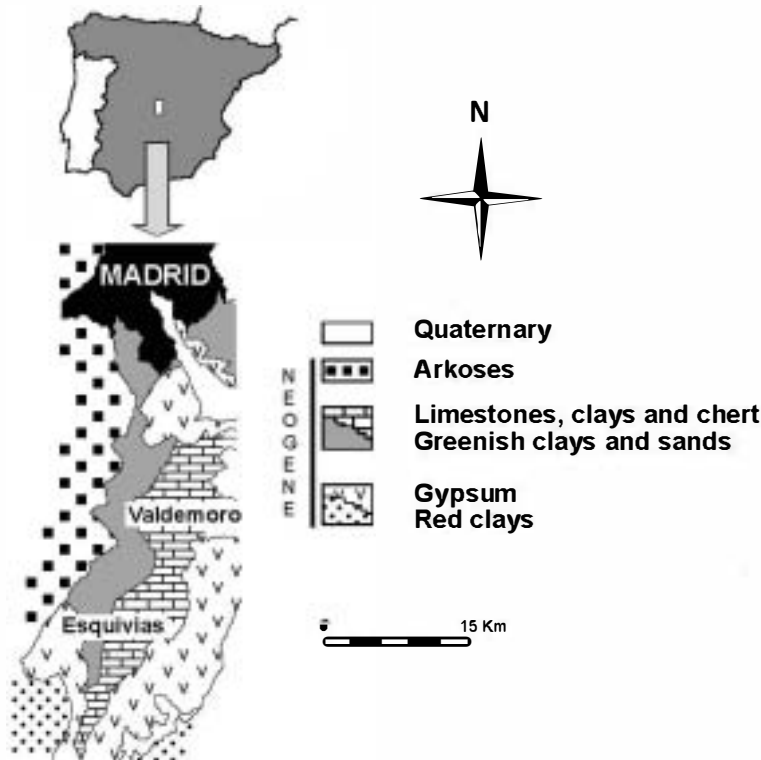 N
MADRID
Quaternary
Arkoses
Limestones, clays and chert
Greenish clays and sands
Gypsum
Red clays
NEOGENE
Valdemoro
Esquivias
15 Km